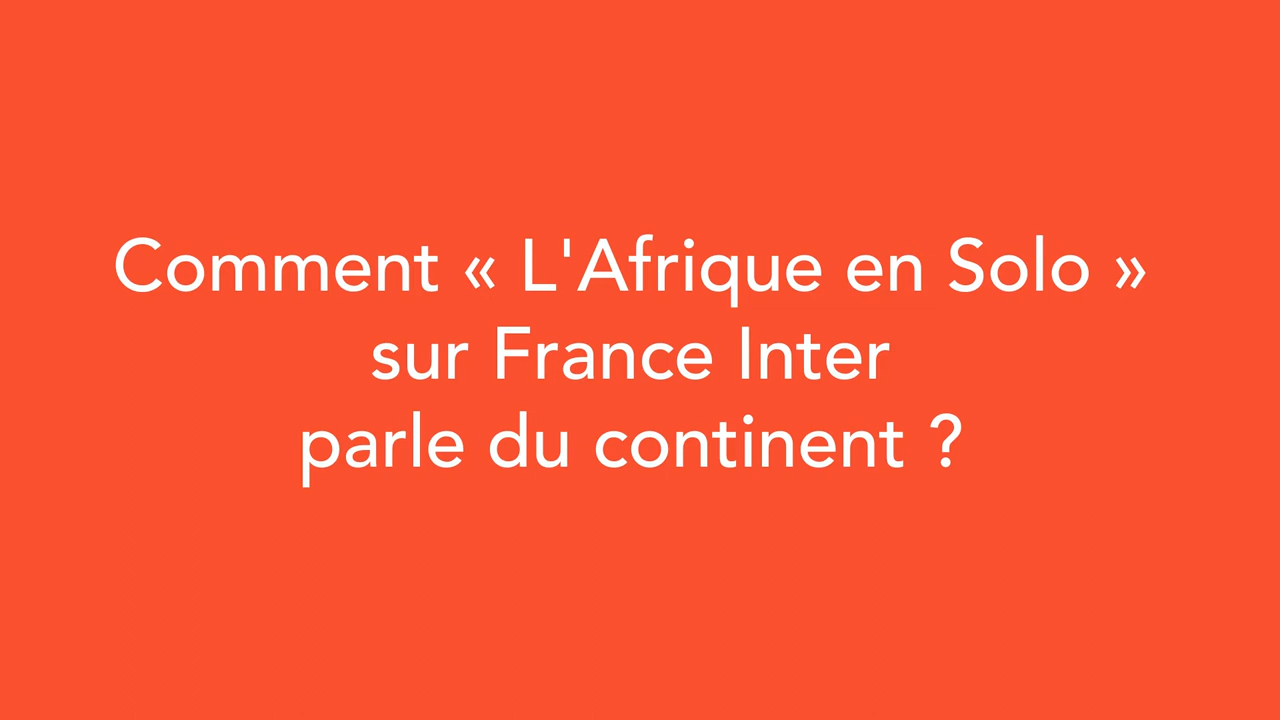 Comment « L'Afrique en Solo »
sur France Inter
parle du continent ?